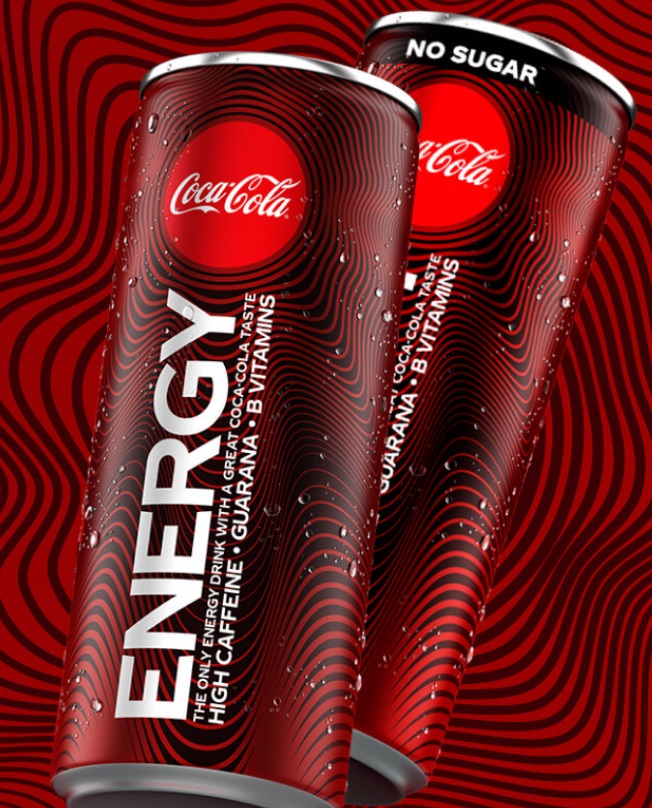 Coca-Cola
ENERGY
THE ONLY ENERGY DRINK WITH A GREAT COCA-COLA TASTE
HIGH CAFFEINE • GUARANA • B VITAMINS
NO SUGAR
a-Cola
COCA-COLA TASTE
GUARANA • B VITAMINS